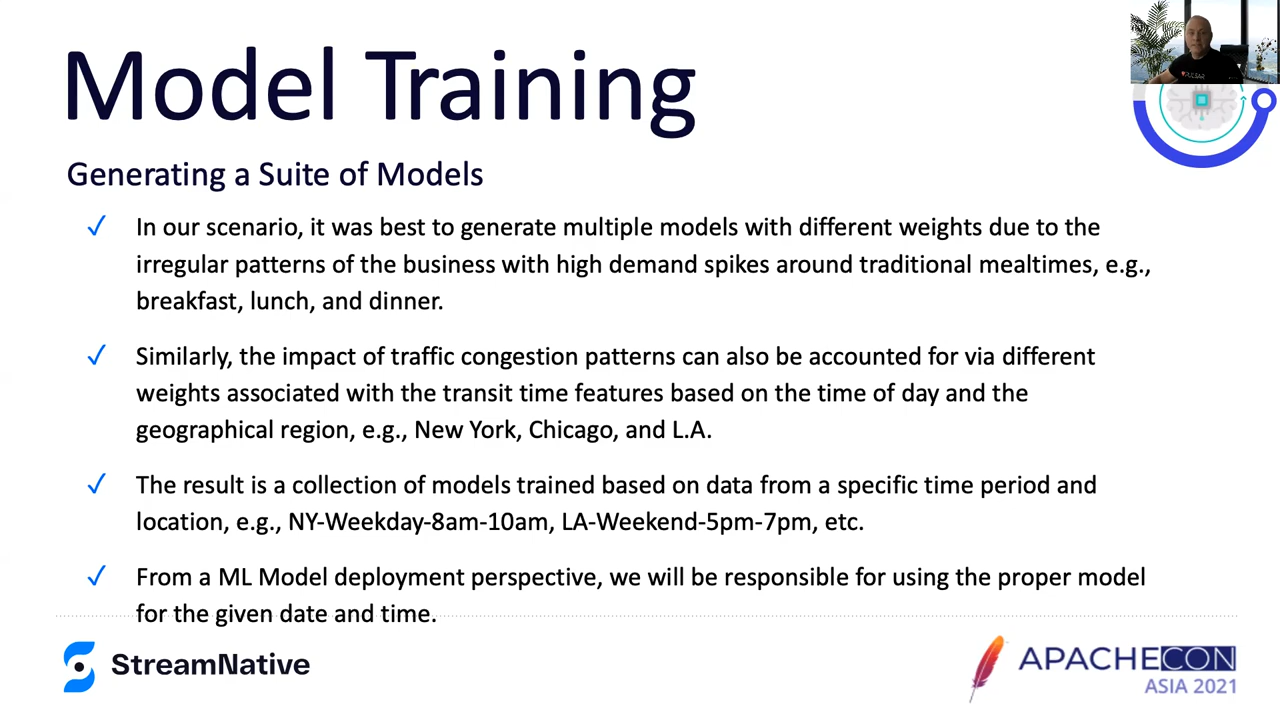 Model Training
Generating a Suite of Models
✓ In our scenario, it was best to generate multiple models with different weights due to the
irregular patterns of the business with high demand spikes around traditional mealtimes, e.g.,
breakfast, lunch, and dinner.
✓ Similarly, the impact of traffic congestion patterns can also be accounted for via different
weights associated with the transit time features based on the time of day and the
geographical region, e.g., New York, Chicago, and L.A.
✓ The result is a collection of models trained based on data from a specific time period and
location, e.g., NY-Weekday-8am-10am, LA-Weekend-5pm-7pm, etc.
✓ From a ML Model deployment perspective, we will be responsible for using the proper model
for the given date and time.
StreamNative
APACHECON
ASIA 2021